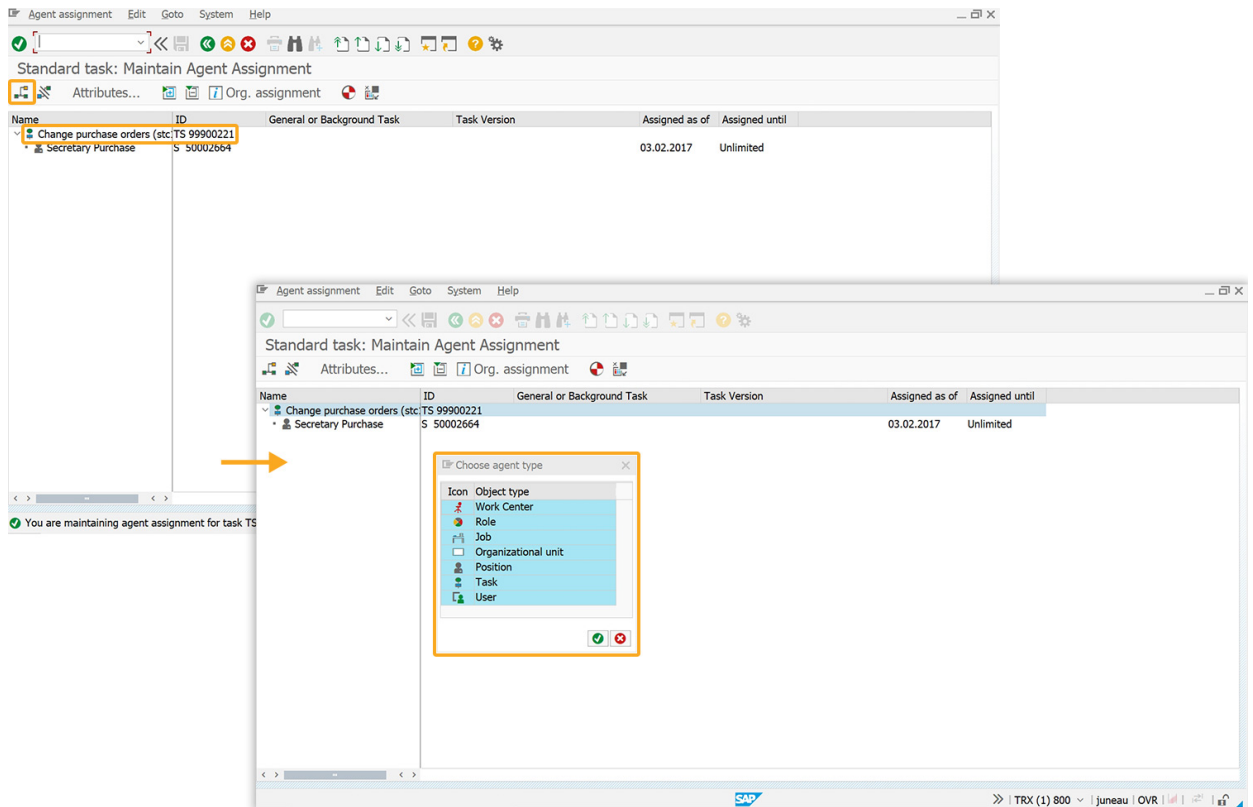 Agent assignment Edit Goto System Help
Standard task: Maintain Agent Assignment
Attributes... Org. assignment
Name ID General or Background Task Task Version Assigned as of Assigned until
Change purchase orders (stc TS 99900221
Secretary Purchase S 50002664 03.02.2017 Unlimited
You are maintaining agent assignment for task TS
Agent assignment Edit Goto System Help
Standard task: Maintain Agent Assignment
Attributes... Org. assignment
Name ID General or Background Task Task Version Assigned as of Assigned until
Change purchase orders (stc TS 99900221
Secretary Purchase S 50002664 03.02.2017 Unlimited
Choose agent type
Icon Object type
Work Center
Role
Job
Organizational unit
Position
Task
User
SAP TRX (1) 800 juneau OVR